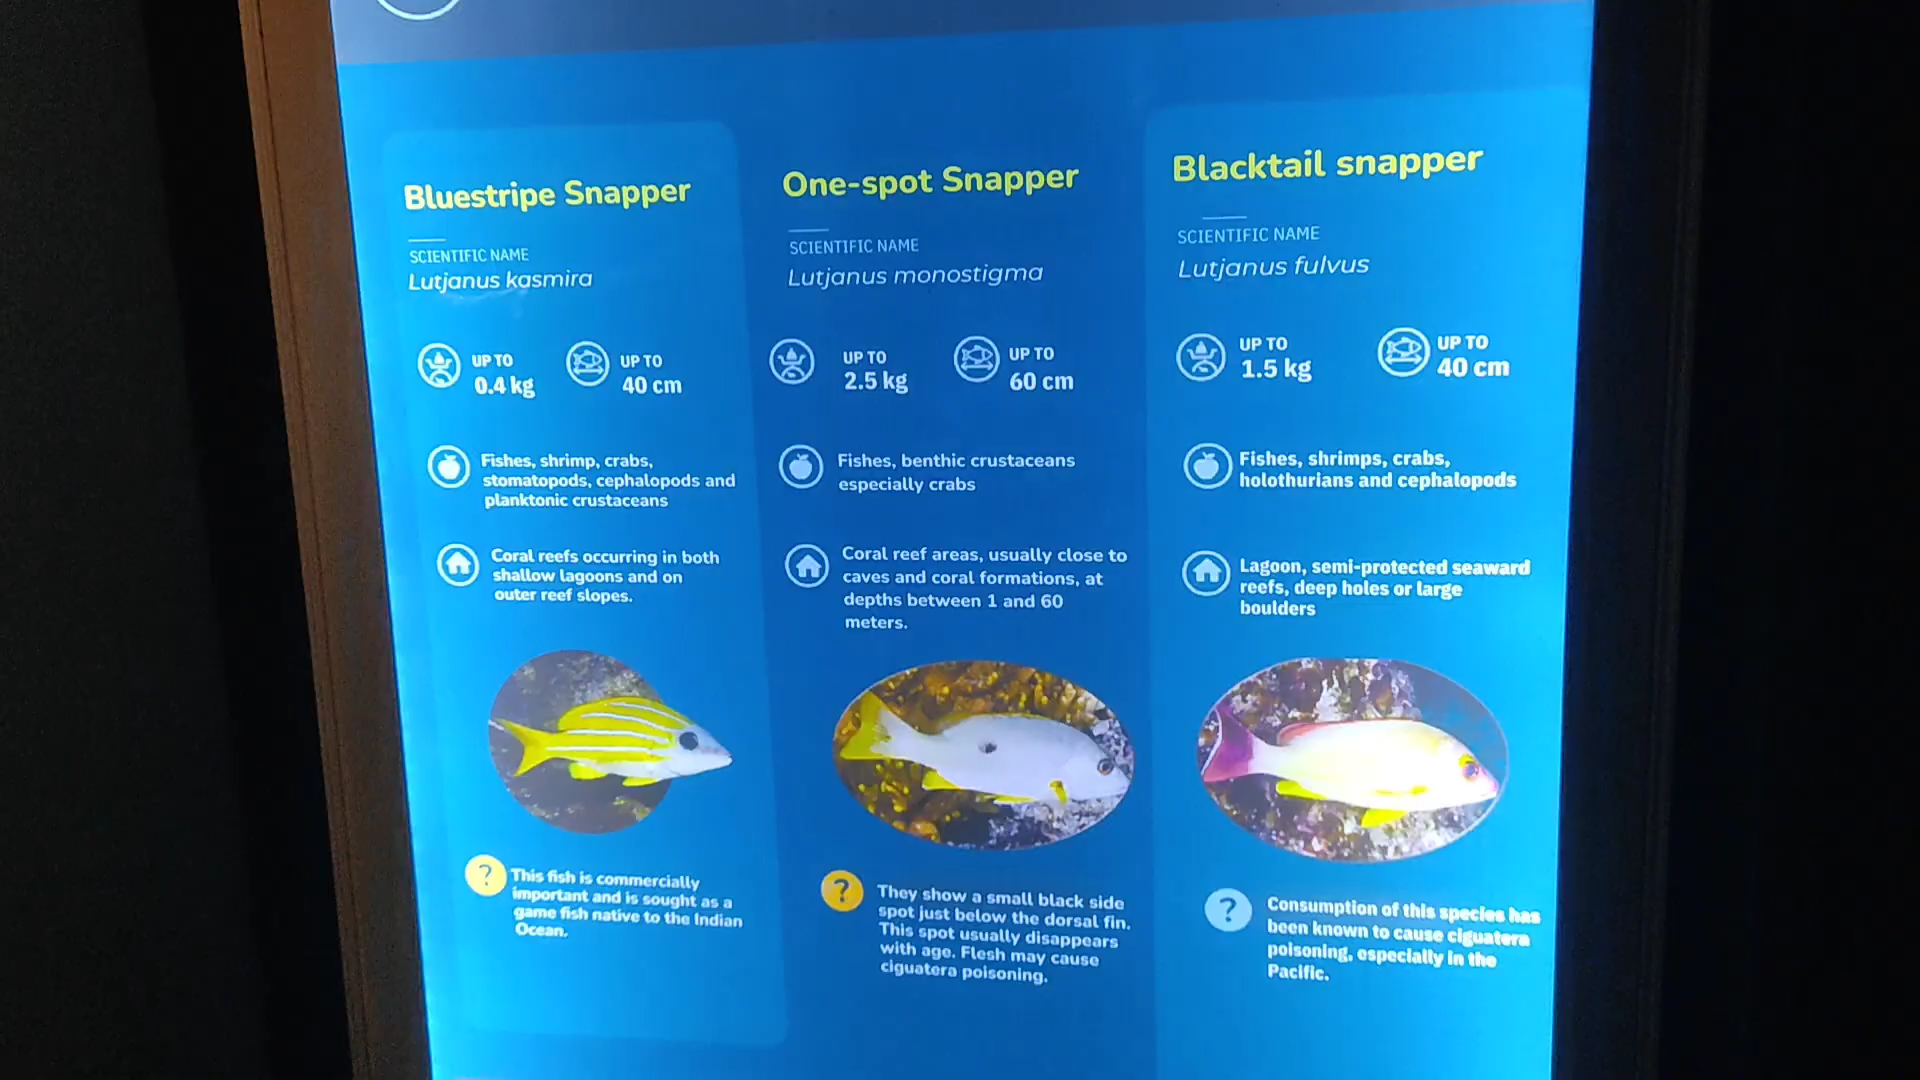 Bluestripe Snapper
SCIENTIFIC NAME
Lutjanus kasmira
UP TO
0.4 kg
UP TO
40 cm
Fishes, shrimp, crabs,
stomatopods, cephalopods and
planktonic crustaceans
Coral reefs occurring in both
shallow lagoons and on
outer reef slopes.
?
This fish is commercially
important and is sought as a
game fish native to the Indian
Ocean.
One-spot Snapper
SCIENTIFIC NAME
Lutjanus monostigma
UP TO
2.5 kg
UP TO
60 cm
Fishes, benthic crustaceans
especially crabs
Coral reef areas, usually close to
caves and coral formations, at
depths between 1 and 60
meters.
?
They show a small black side
spot just below the dorsal fin.
This spot usually disappears
with age. Flesh may cause
ciguatera poisoning.
Blacktail snapper
SCIENTIFIC NAME
Lutjanus fulvus
UP TO
1.5 kg
UP TO
40 cm
Fishes, shrimps, crabs,
holothurians and cephalopods
Lagoon, semi-protected seaward
reefs, deep holes or large
boulders
?
Consumption of this species has
been known to cause ciguatera
poisoning, especially in the
Pacific.